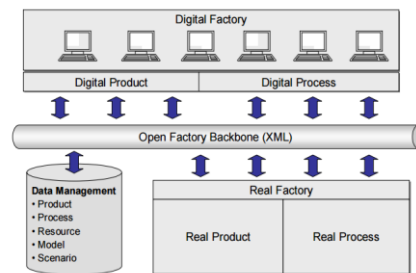 Digital Factory
Digital Product
Digital Process
Open Factory Backbone (XML)
Data Management
• Product
• Process
• Resource
• Model
• Scenario
Real Factory
Real Product
Real Process